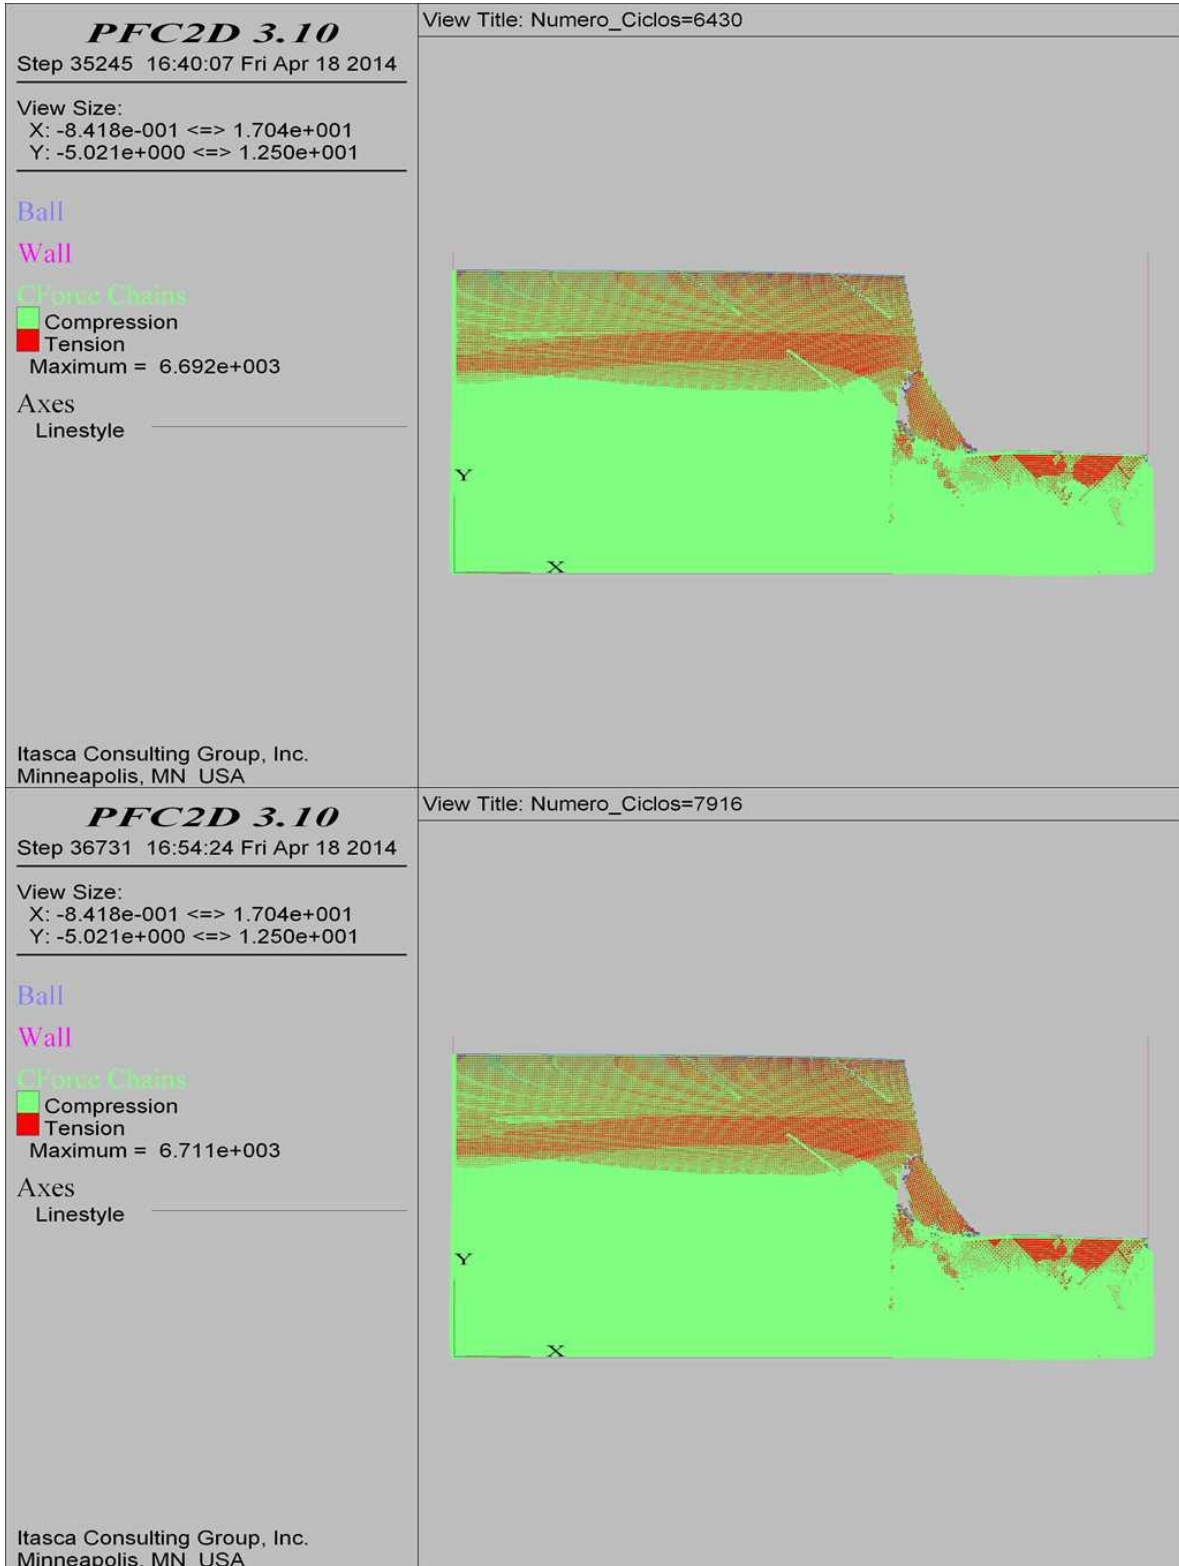 PFC2D 3.10
Step 35245 16:40:07 Fri Apr 18 2014
View Size:
X: -8.418e-001 <=> 1.704e+001
Y: -5.021e+000 <=> 1.250e+001
Ball
Wall
CForce Chains
Compression
Tension
Maximum = 6.692e+003
Axes
Linestyle
Itasca Consulting Group, Inc.
Minneapolis, MN USA
View Title: Numero_Ciclos=6430
Y
X
PFC2D 3.10
Step 36731 16:54:24 Fri Apr 18 2014
View Size:
X: -8.418e-001 <=> 1.704e+001
Y: -5.021e+000 <=> 1.250e+001
Ball
Wall
CForce Chains
Compression
Tension
Maximum = 6.711e+003
Axes
Linestyle
Itasca Consulting Group, Inc.
Minneapolis, MN USA
View Title: Numero_Ciclos=7916
Y
X